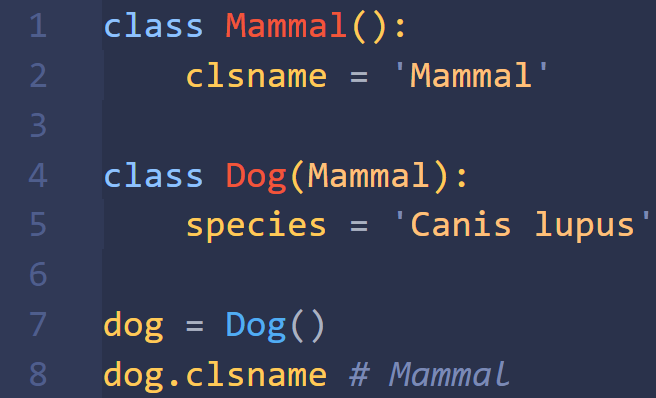 1 class Mammal():
2     clsname = 'Mammal'
3
4 class Dog(Mammal):
5     species = 'Canis lupus'
6
7 dog = Dog()
8 dog.clsname # Mammal